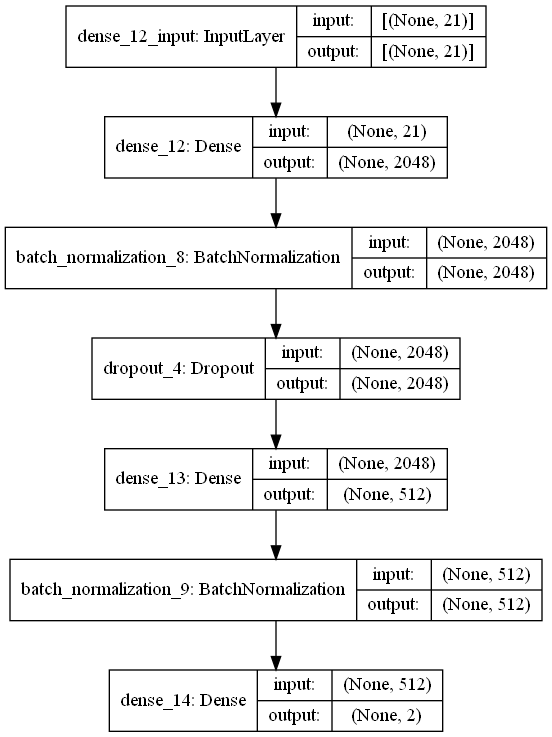 dense_12_input: InputLayer
input:
[(None, 21)]
output:
[(None, 21)]
dense_12: Dense
input:
(None, 21)
output:
(None, 2048)
batch_normalization_8: BatchNormalization
input:
(None, 2048)
output:
(None, 2048)
dropout_4: Dropout
input:
(None, 2048)
output:
(None, 2048)
dense_13: Dense
input:
(None, 2048)
output:
(None, 512)
batch_normalization_9: BatchNormalization
input:
(None, 512)
output:
(None, 512)
dense_14: Dense
input:
(None, 512)
output:
(None, 2)